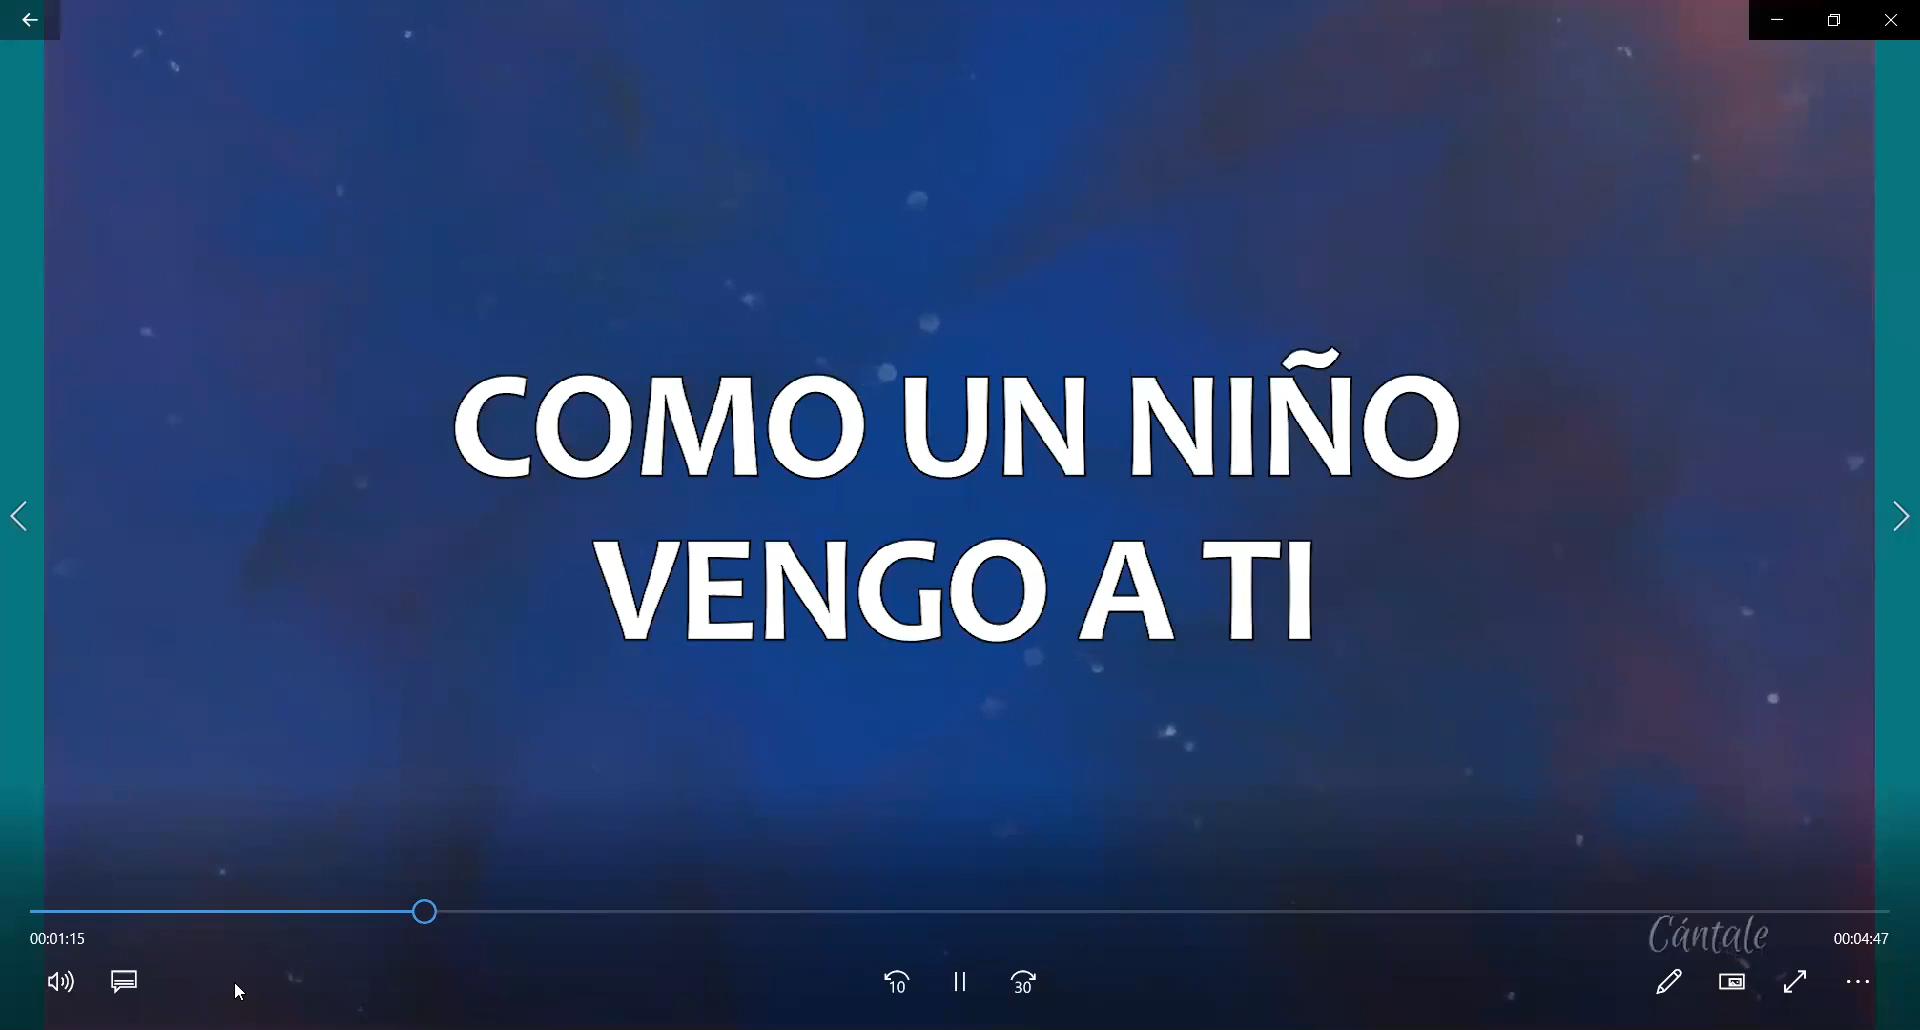 COMO UN NIÑO
VENGO A TI
Cántale
00:01:15
00:04:47
10
30